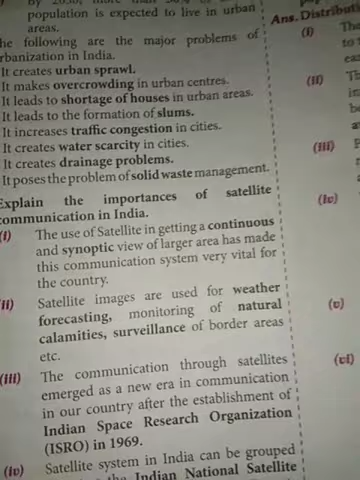 population is expected to live in urban
areas.
he following are the major problems of
rbanization in India.
It creates urban sprawl.
It makes overcrowding in urban centres.
It leads to shortage of houses in urban areas.
It leads to the formation of slums.
It increases traffic congestion in cities.
It creates water scarcity in cities.
It creates drainage problems.
It poses the problem of solid waste management.
Explain the importances of satellite
communication in India.
(i) The use of Satellite in getting a continuous
and synoptic view of larger area has made
this communication system very vital for
the country.
(ii) Satellite images are used for weather
forecasting, monitoring of natural
calamities, surveillance of border areas
etc.
(iii) The communication through satellites
emerged as a new era in communication
in our country after the establishment of
Indian Space Research Organization
(ISRO) in 1969.
(iv) Satellite system in India can be grouped
the Indian National Satellite
Ans. Distributi
(i) The
to
(ii)
(iii)
(iv)
(v)
(vi)